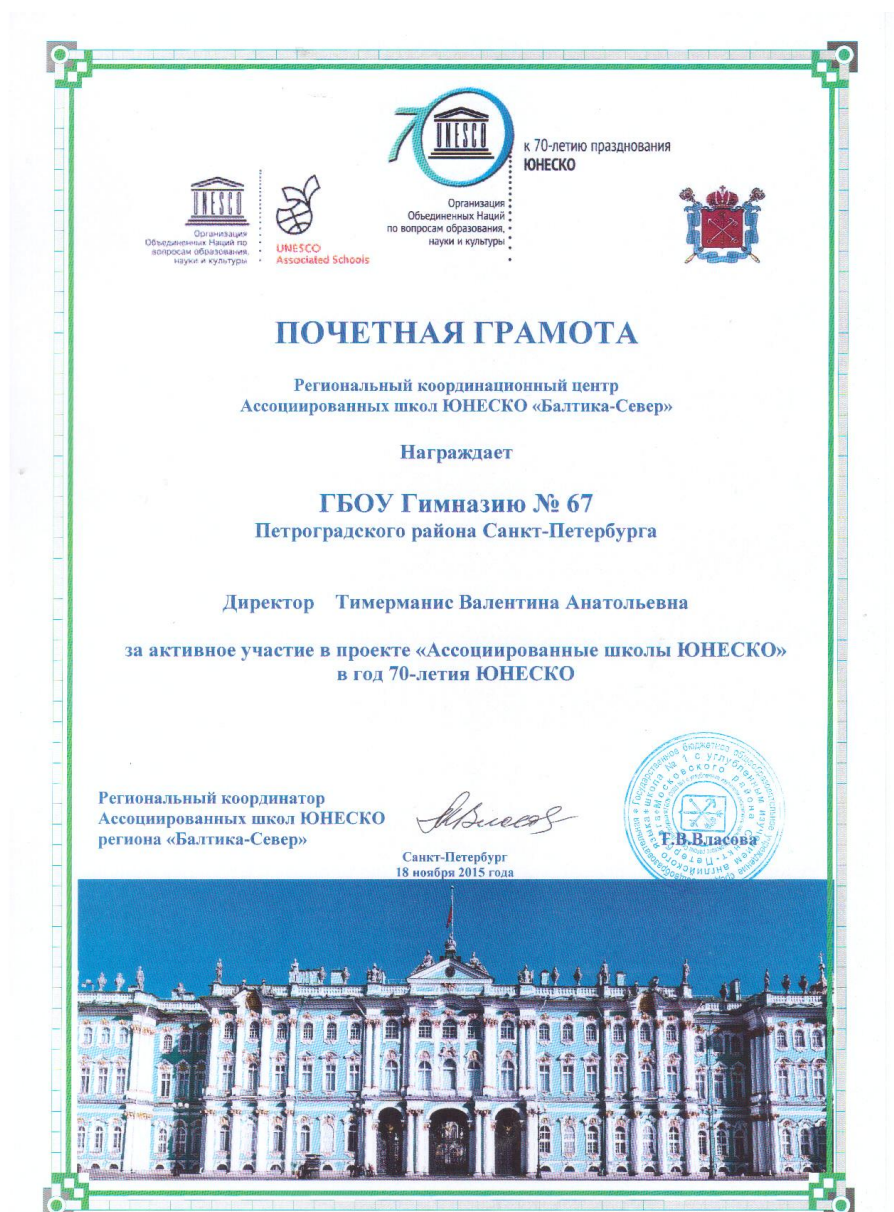 UNESCO
к 70-летию празднования
ЮНЕСКО
Организация
Объединенных Наций
по вопросам образования,
науки и культуры
UNESCO
Организация
Объединенных Наций по
вопросам образования,
науки и культуры
UNESCO
Associated Schools
ПОЧЕТНАЯ ГРАМОТА
Региональный координационный центр
Ассоциированных школ ЮНЕСКО «Балтика-Север»
Награждает
ГБОУ Гимназию № 67
Петроградского района Санкт-Петербурга
Директор Тимерманис Валентина Анатольевна
за активное участие в проекте «Ассоциированные школы ЮНЕСКО»
в год 70-летия ЮНЕСКО
Региональный координатор
Ассоциированных школ ЮНЕСКО
региона «Балтика-Север»
Г.В.Власова
Санкт-Петербург
18 ноября 2015 года